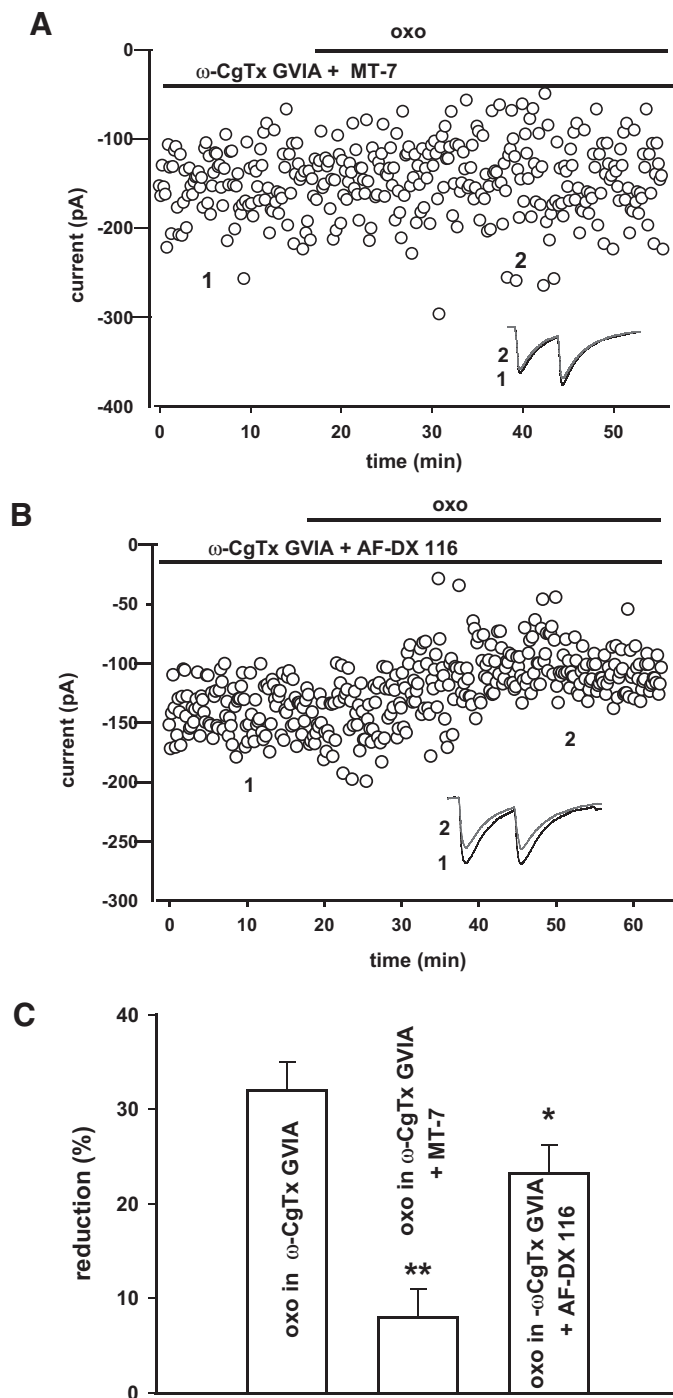 A
oxo
ω-CgTx GVIA + MT-7
0
-100
-200
-300
-400
current (pA)
1
2
2
1
0 10 20 30 40 50
time (min)
B
oxo
ω-CgTx GVIA + AF-DX 116
0
-50
-100
-150
-200
-250
-300
current (pA)
1
2
2
1
0 10 20 30 40 50 60
time (min)
C
40
30
20
10
0
reduction (%)
oxo in ω-CgTx GVIA
oxo in ω-CgTx GVIA
+ MT-7
**
*
oxo in -ωCgTx GVIA
+ AF-DX 116